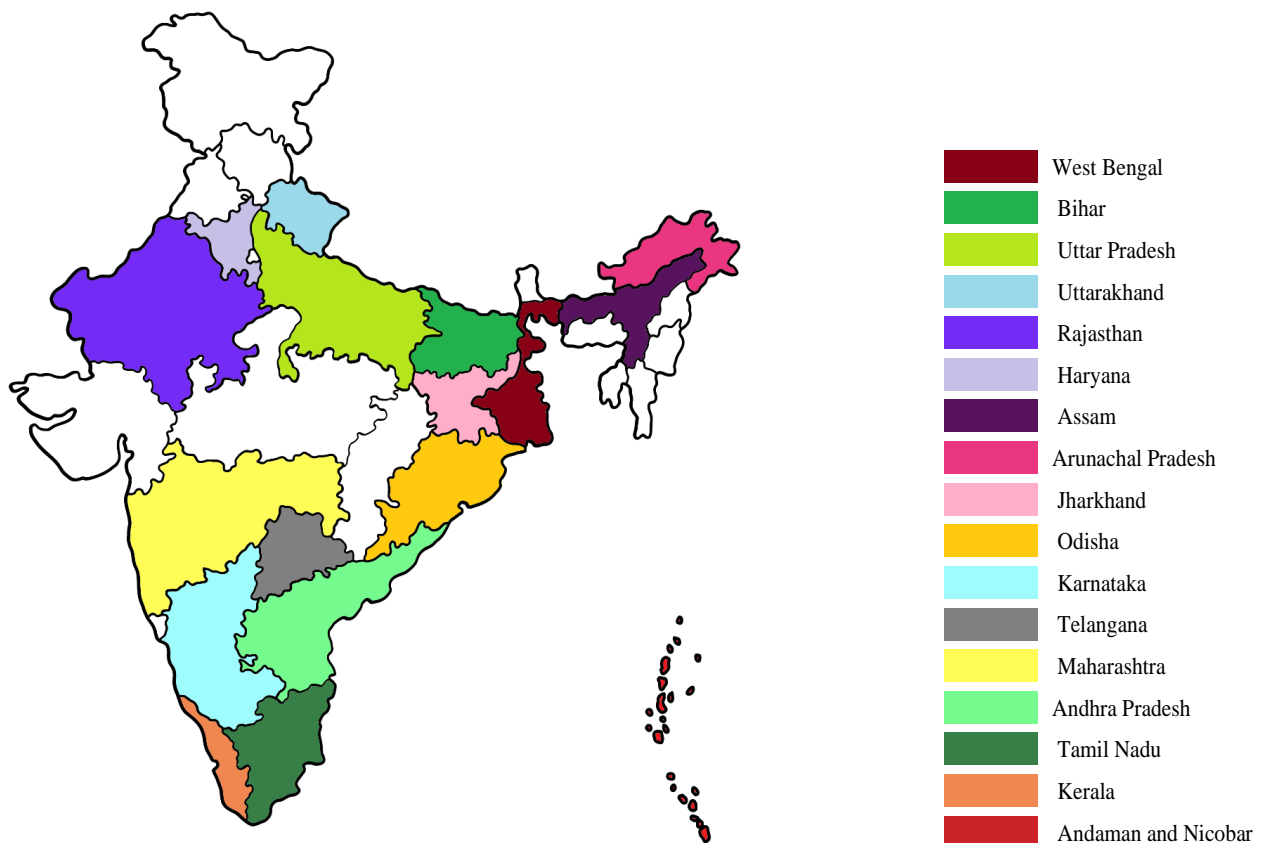 West Bengal
Bihar
Uttar Pradesh
Uttarakhand
Rajasthan
Haryana
Assam
Arunachal Pradesh
Jharkhand
Odisha
Karnataka
Telangana
Maharashtra
Andhra Pradesh
Tamil Nadu
Kerala
Andaman and Nicobar